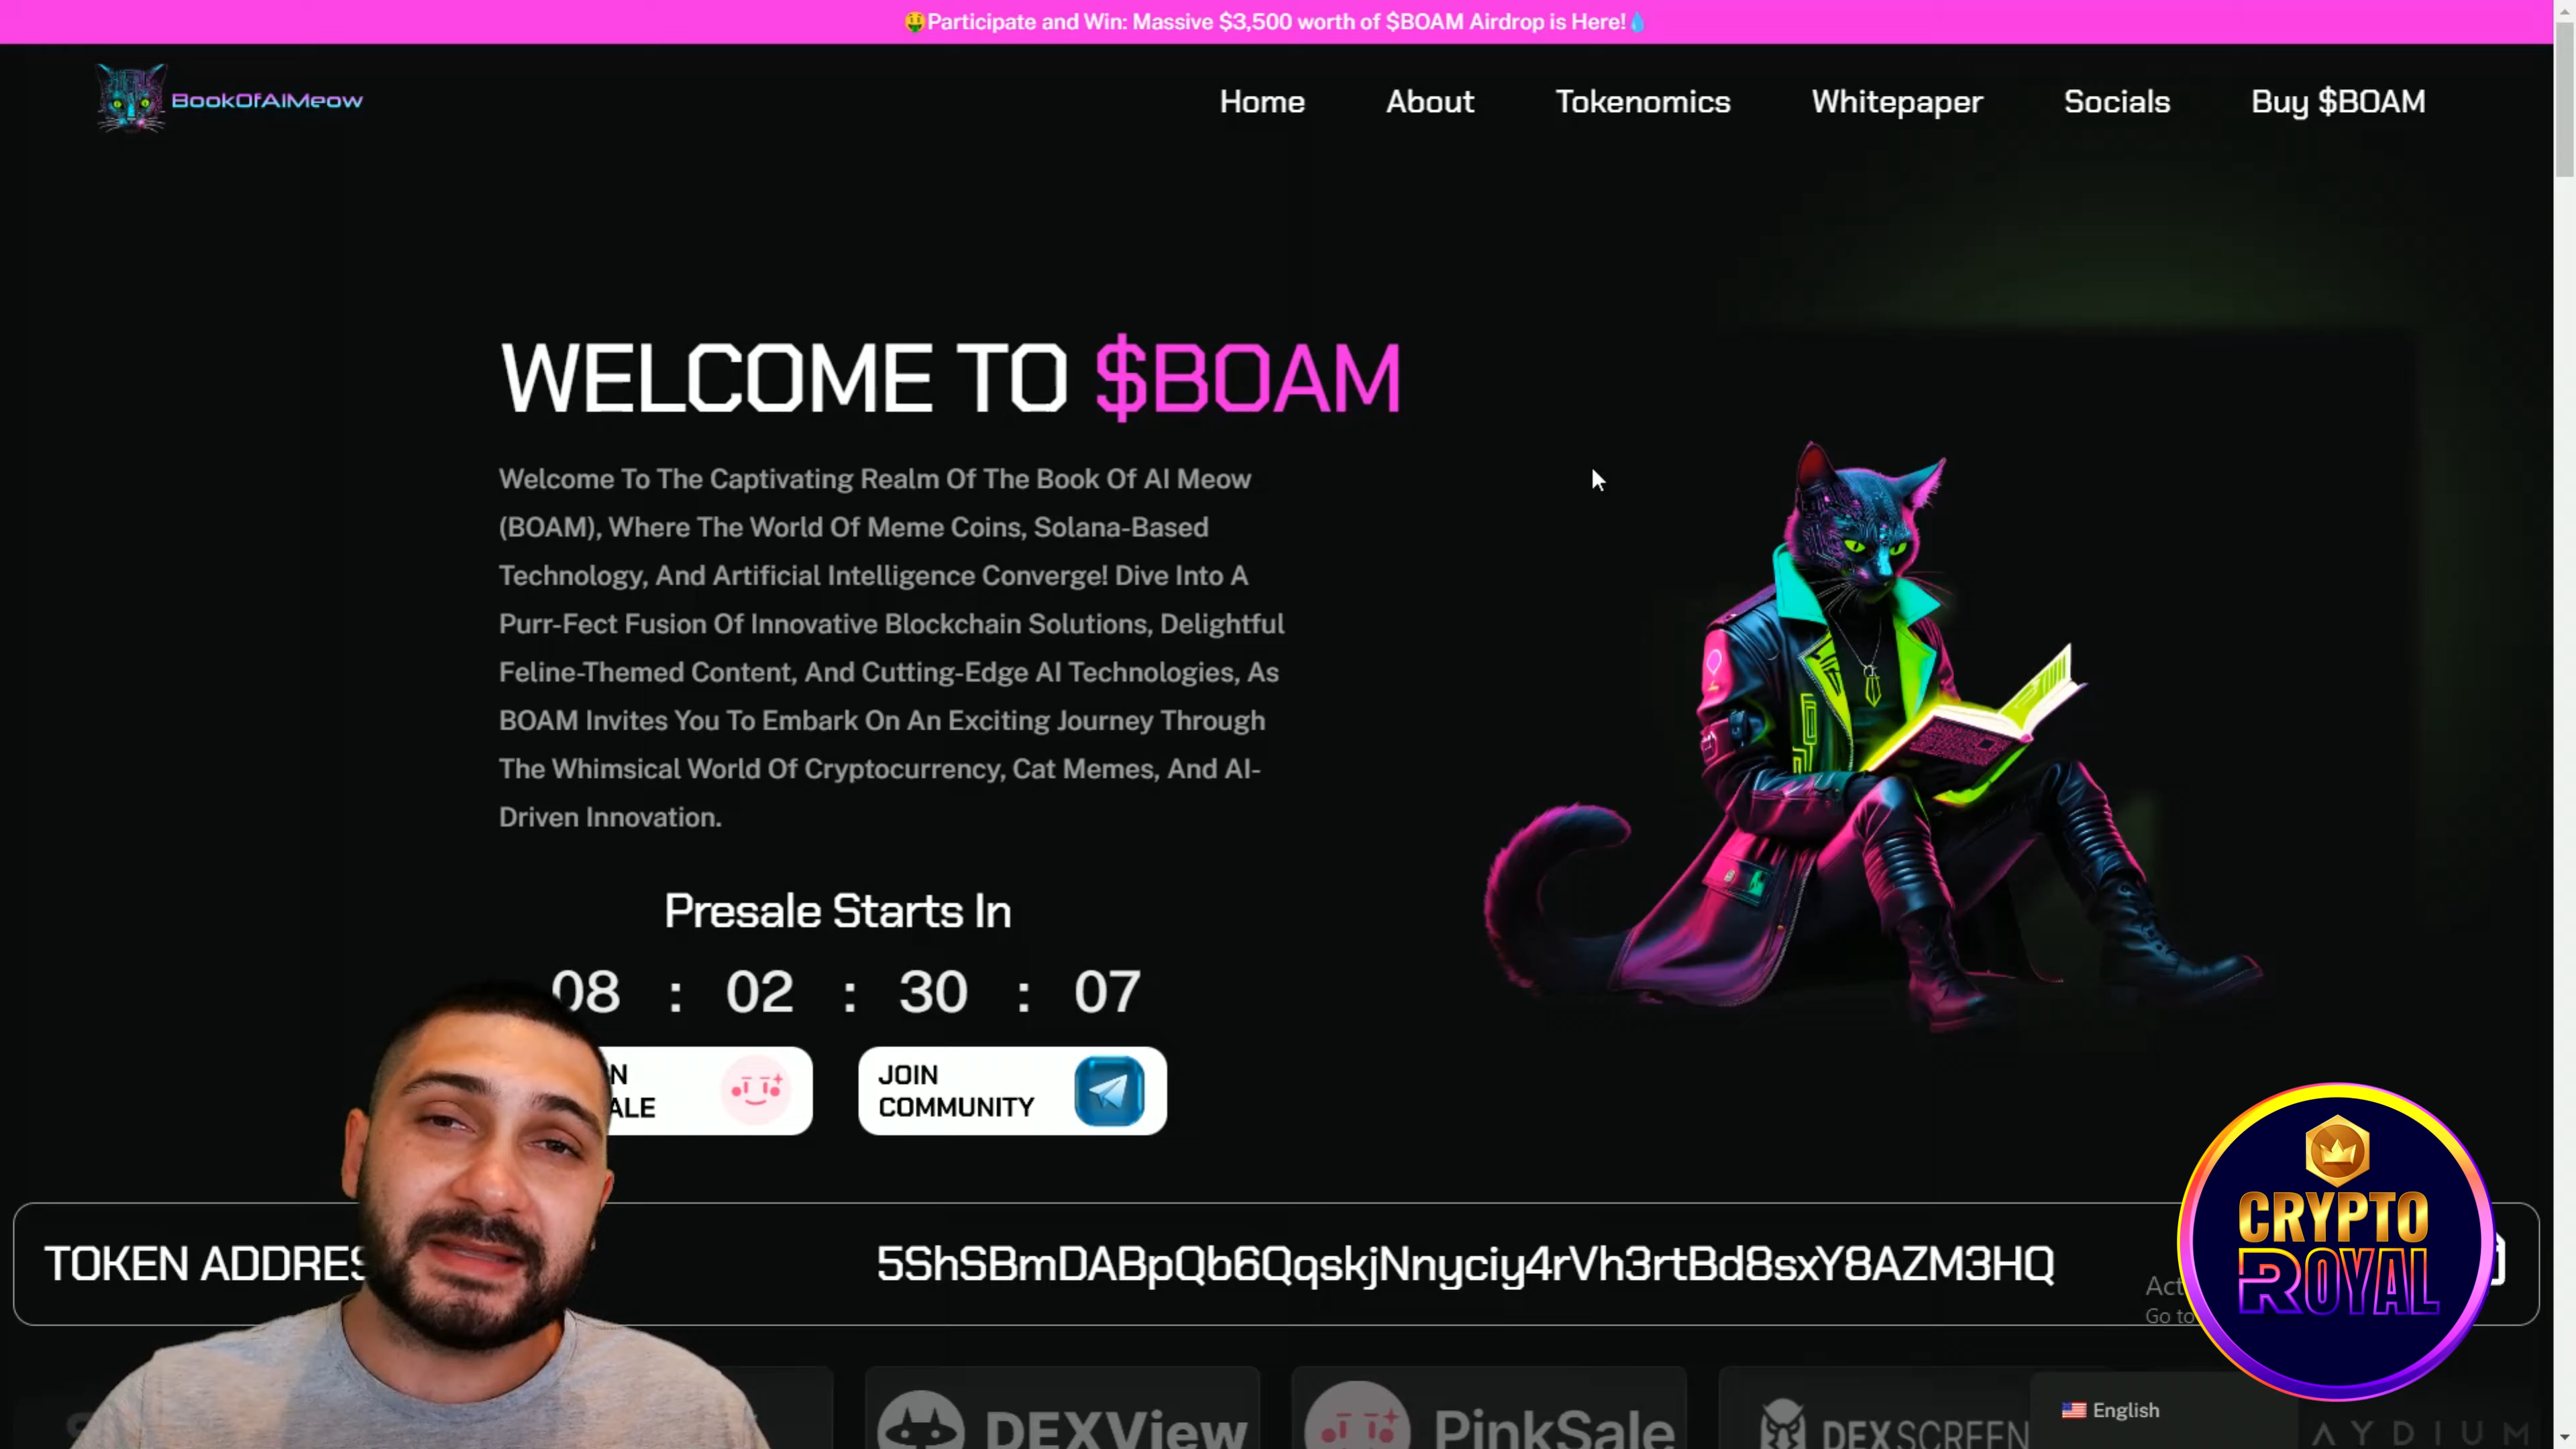 🤑Participate and Win: Massive $3,500 worth of $BOAM Airdrop is Here!💧
BookOfAIMeow
Home About Tokenomics Whitepaper Socials Buy $BOAM
WELCOME TO $BOAM
Welcome To The Captivating Realm Of The Book Of AI Meow
(BOAM), Where The World Of Meme Coins, Solana-Based
Technology, And Artificial Intelligence Converge! Dive Into A
Purr-Fect Fusion Of Innovative Blockchain Solutions, Delightful
Feline-Themed Content, And Cutting-Edge AI Technologies, As
BOAM Invites You To Embark On An Exciting Journey Through
The Whimsical World Of Cryptocurrency, Cat Memes, And AI-
Driven Innovation.
Presale Starts In
08 : 02 : 30 : 07
JOIN
COMMUNITY
TOKEN
5ShSBmDABpQb6QqskjNnyciy4rVh3rtBd8sxY8AZM3HQ
Go to
CRYPTO
ROYAL
DEXView
PinkSale
DEXSCREEN
English